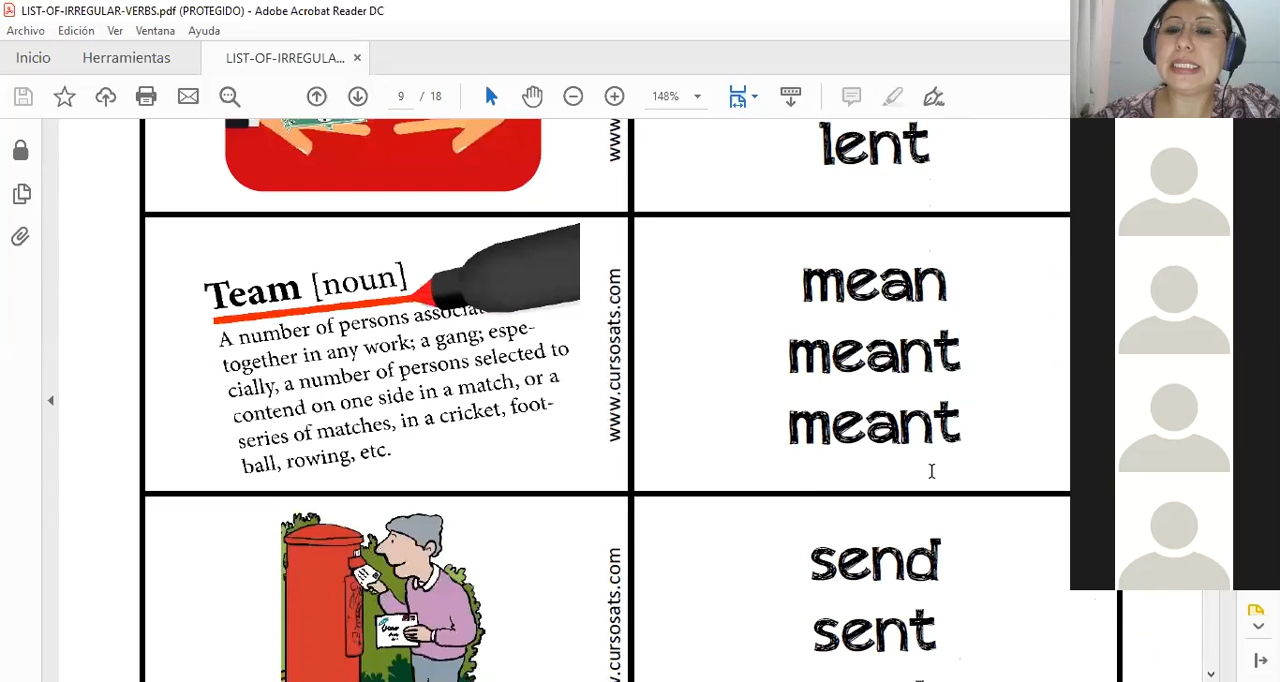 LIST-OF-IRREGULAR-VERBS.pdf (PROTEGIDO) - Adobe Acrobat Reader DC
Archivo Edición Ver Ventana Ayuda
Inicio Herramientas LIST-OF-IRREGULA... ×
9 / 18 148%
www.
lent
Team [noun]
A number of persons
together in any work; a gang; espe-
cially, a number of persons selected to
contend on one side in a match, or a
series of matches, in a cricket, foot-
ball, rowing, etc.
www.cursosats.com
mean
meant
meant
www.cursosats.com
send
sent